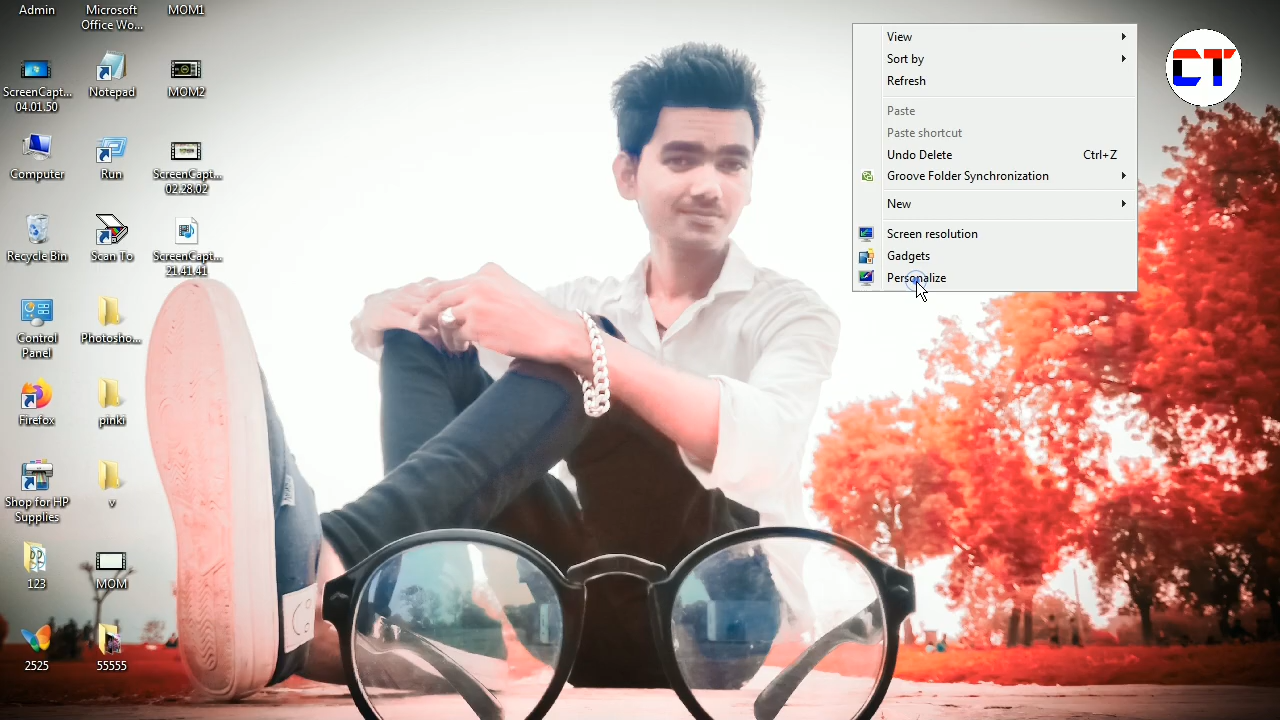 Admin
Microsoft
Office Wo...
MOM1
ScreenCapt...
04.01.50
Notepad
MOM2
Computer
Run
ScreenCapt...
02.28.02
Recycle Bin
Scan To
ScreenCapt...
21.41.41
Control
Panel
Photosho...
Firefox
pinki
Shop for HP
Supplies
v
123
MOM
2525
55555
View
Sort by
Refresh
Paste
Paste shortcut
Undo Delete Ctrl+Z
Groove Folder Synchronization
New
Screen resolution
Gadgets
Personalize
CT